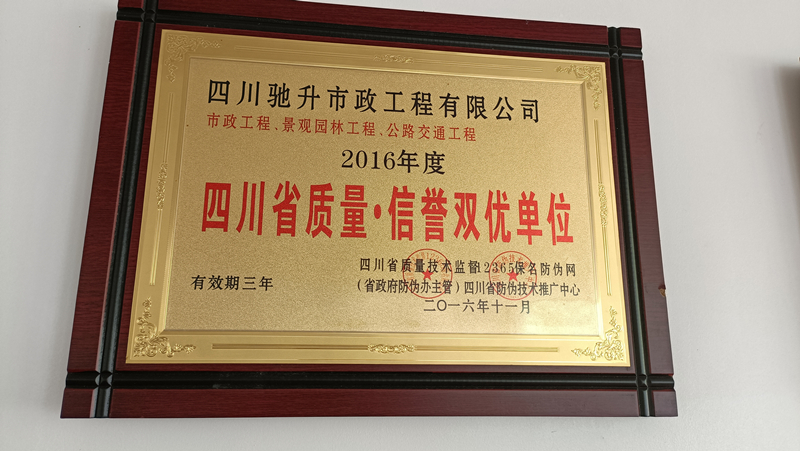 四川驰升市政工程有限公司
市政工程、景观园林工程、公路交通工程
2016年度
四川省质量·信誉双优单位
有效期三年
四川省质量技术监督12365保名防伪网
（省政府防伪办主管）四川省防伪技术推广中心
二〇一六年十一月